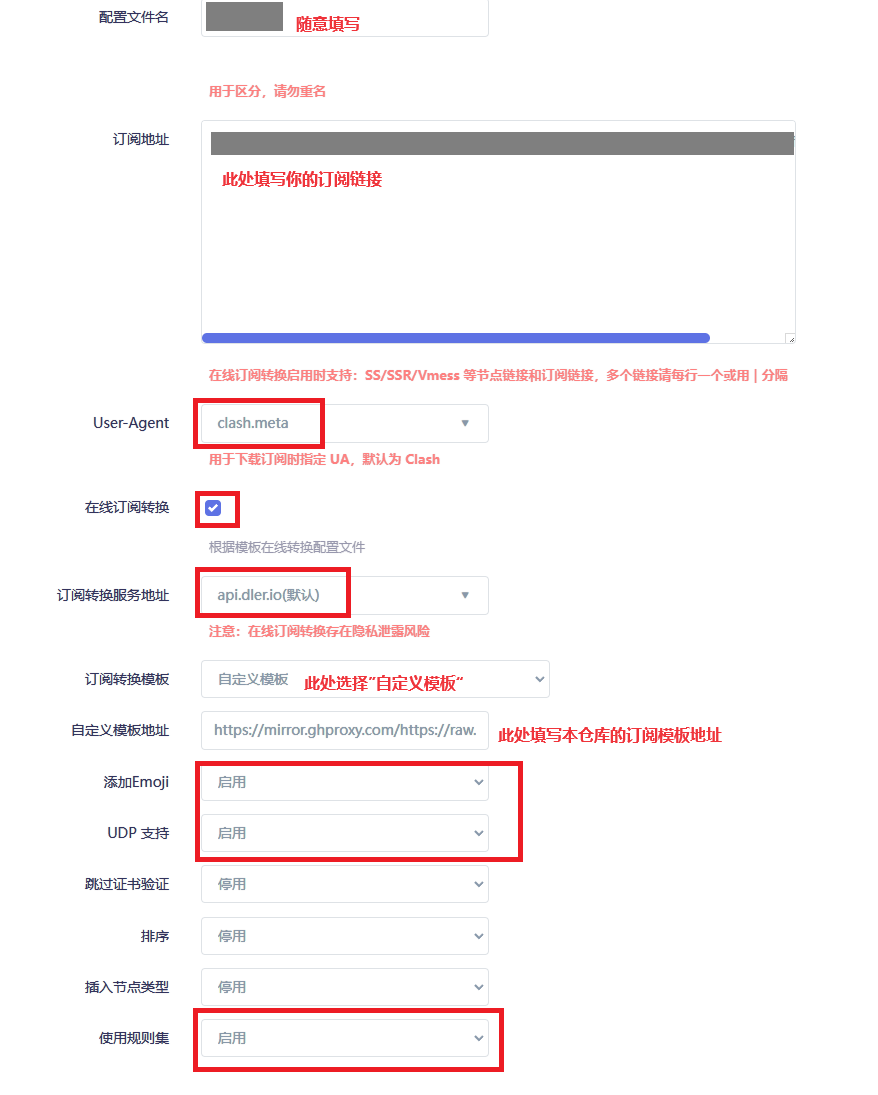 配置文件名 随意填写
用于区分，请勿重名
订阅地址
此处填写你的订阅链接
在线订阅转换启用时支持：SS/SSR/Vmess 等节点链接和订阅链接，多个链接请每行一个或用 | 分隔
User-Agent clash.meta
用于下载订阅时指定 UA，默认为 Clash
在线订阅转换
根据模板在线转换配置文件
订阅转换服务地址 api.dler.io(默认)
注意：在线订阅转换存在隐私泄露风险
订阅转换模板 自定义模板 此处选择"自定义模板"
自定义模板地址 https://mirror.ghproxy.com/https://raw. 此处填写本仓库的订阅模板地址
添加Emoji 启用
UDP 支持 启用
跳过证书验证 停用
排序 停用
插入节点类型 停用
使用规则集 启用